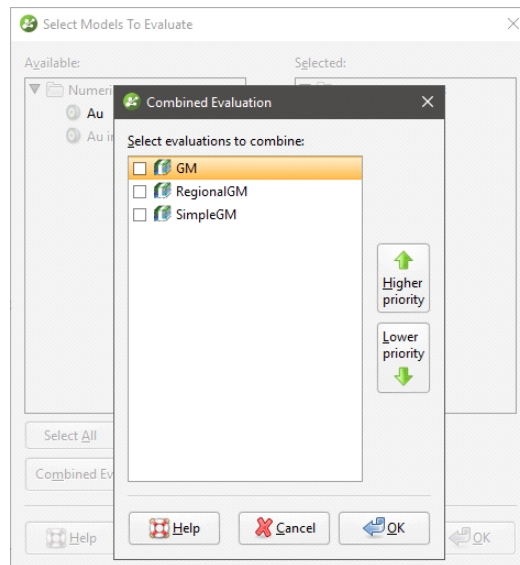 Select Models To Evaluate
Available:
Selected:
Numeri
Au
Au in
Combined Evaluation
Select evaluations to combine:
GM
RegionalGM
SimpleGM
Higher
priority
Lower
priority
Select All
Combined Ev
Help
Cancel
OK
Help
OK